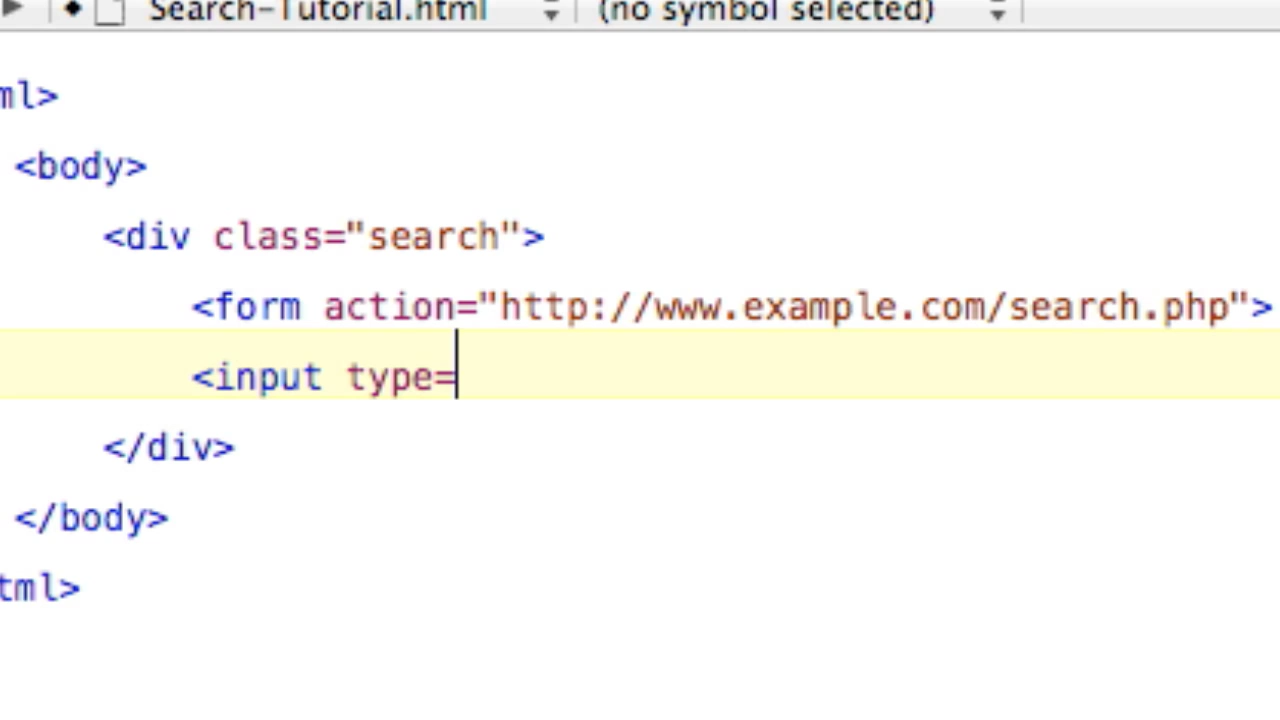 Search-Tutorial.html (no symbol selected)
ml>
<body>
<div class="search">
<form action="http://www.example.com/search.php">
<input type=
</div>
</body>
tml>